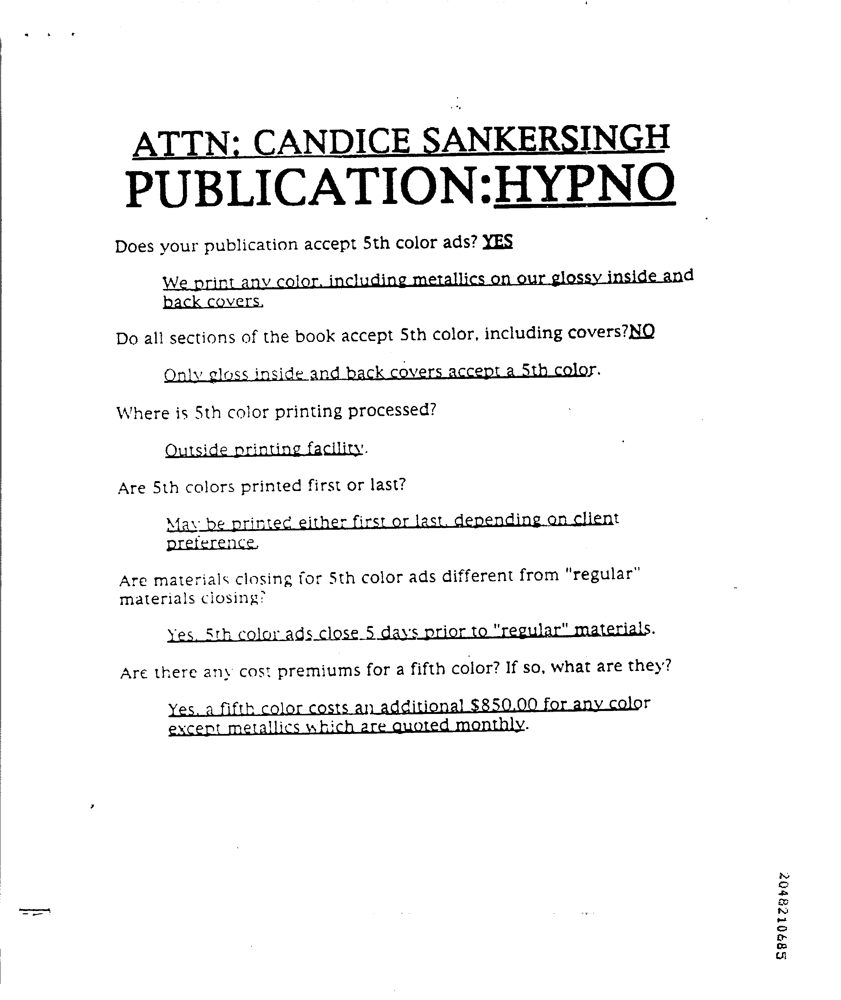 ATTN: CANDICE SANKERSINGH
PUBLICATION:HYPNO
Does your publication accept 5th color ads? YES
We print any color, including metallics on our glossy inside and
back covers.
Do all sections of the book accept 5th color, including covers?NO
Only gloss inside and back covers accept a 5th color.
Where is 5th color printing processed?
Outside printing facility.
Are 5th colors printed first or last?
May be printed either first or last, depending on client
preference.
Are materials closing for 5th color ads different from "regular"
materials closing?
Yes, 5th color ads close 5 days prior to "regular" materials.
Are there any cost premiums for a fifth color? If so, what are they?
Yes, a fifth color costs an additional $850.00 for any color
except metallics which are quoted monthly.
2048210685